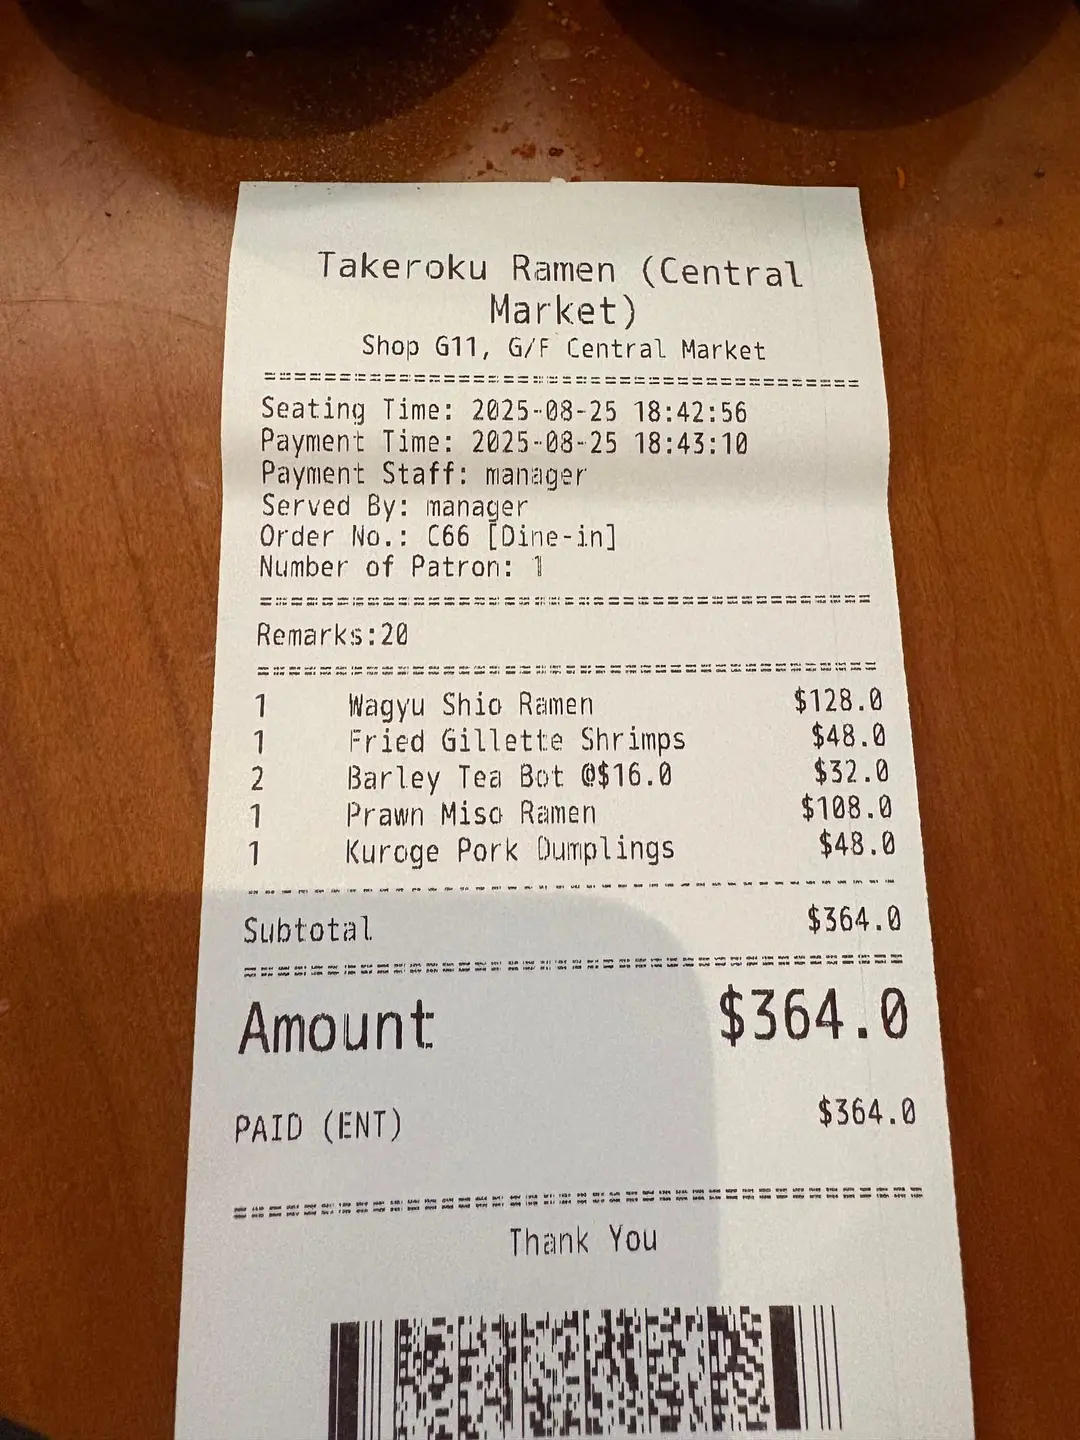 Takeroku Ramen (Central
Market)
Shop G11, G/F Central Market
Seating Time: 2025-08-25 18:42:56
Payment Time: 2025-08-25 18:43:10
Payment Staff: manager
Served By: manager
Order No.: C66 [Dine-in]
Number of Patron: 1
Remarks:20
1 Wagyu Shio Ramen $128.0
1 Fried Gillette Shrimps $48.0
2 Barley Tea Bot @$16.0 $32.0
1 Prawn Miso Ramen $108.0
1 Kuroge Pork Dumplings $48.0
Subtotal $364.0
Amount $364.0
PAID (ENT) $364.0
Thank You